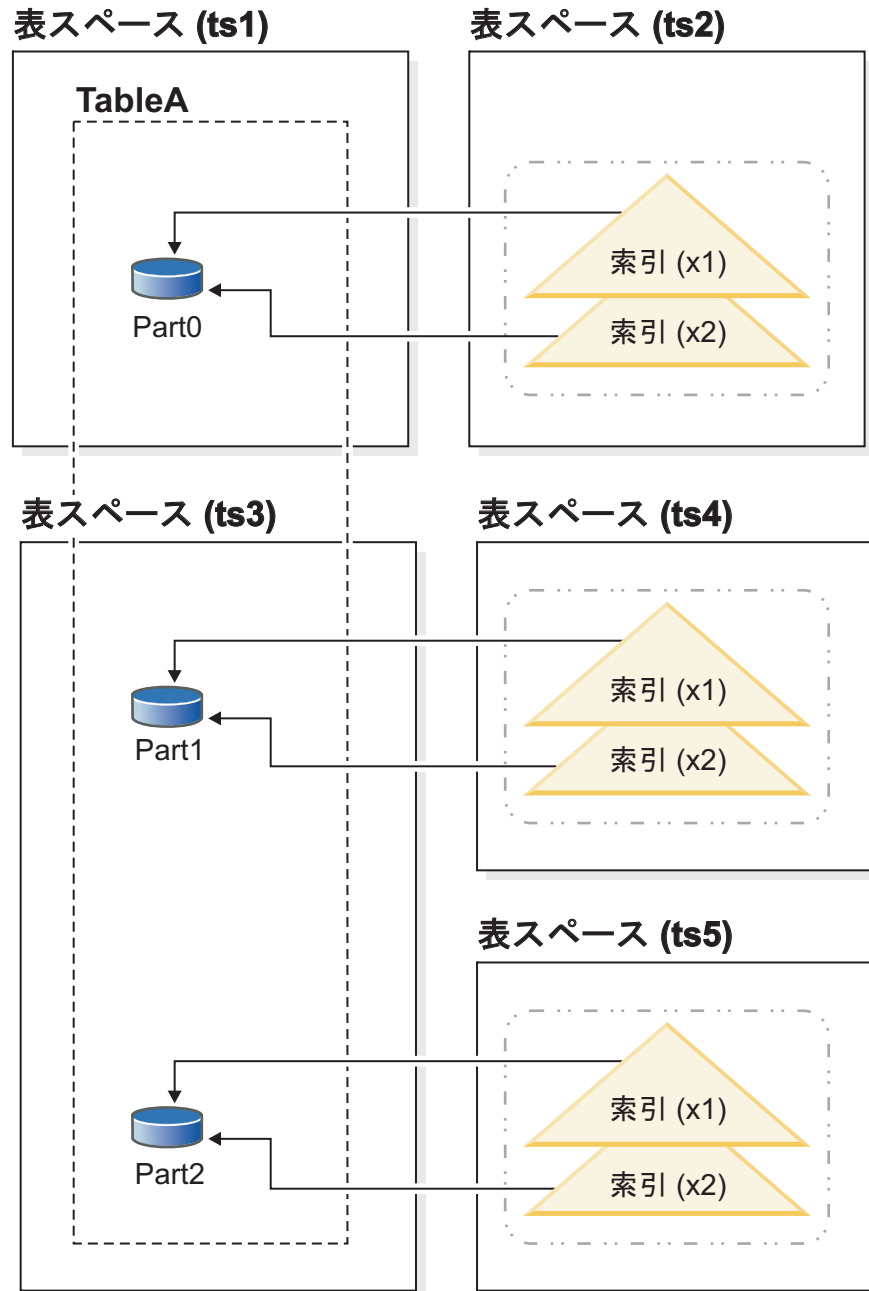 表スペース (ts1)
表スペース (ts2)
TableA
索引 (x1)
Part0
索引 (x2)
表スペース (ts3)
表スペース (ts4)
索引 (x1)
Part1
索引 (x2)
表スペース (ts5)
索引 (x1)
Part2
索引 (x2)